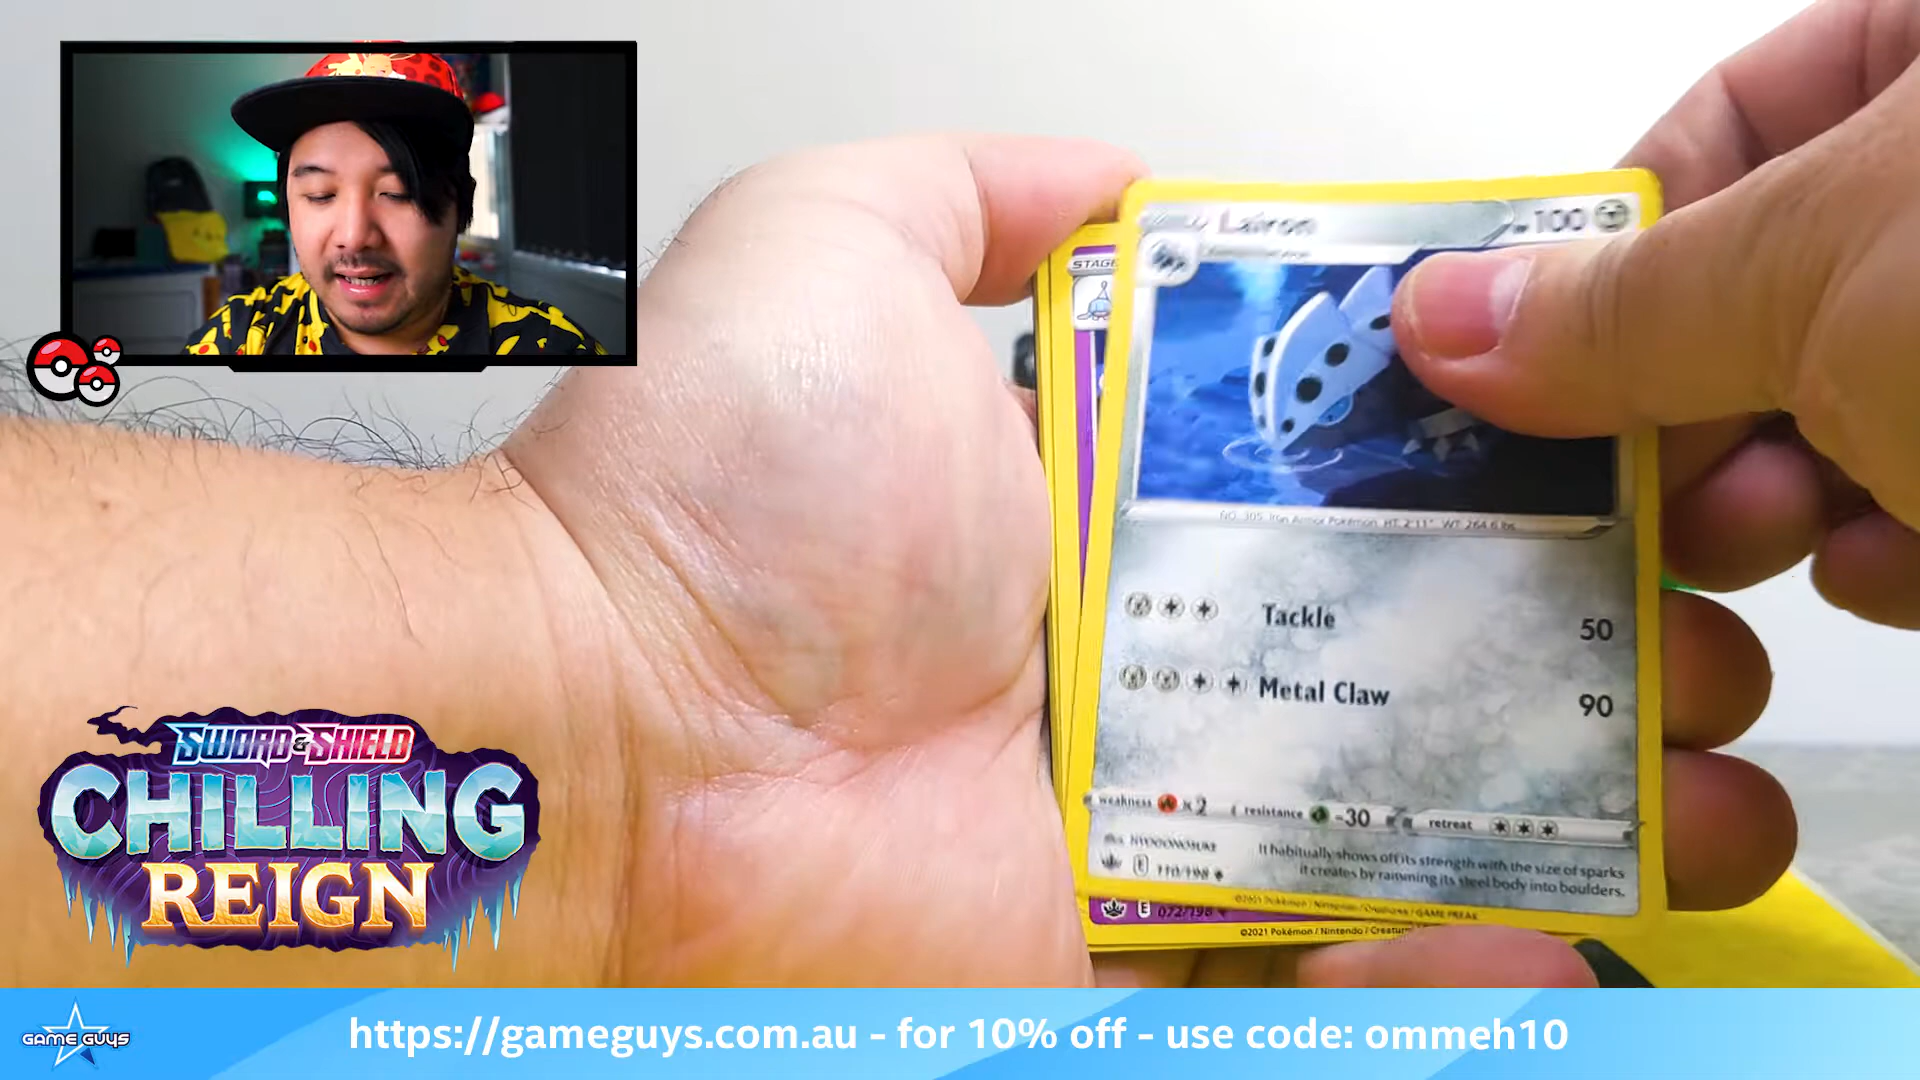 Lairon
100
STAGE
NO. 305 Iron Armor Pokémon HT 2'11" WT 264.6 lbs.
Tackle 50
Metal Claw 90
weakness ×2 resistance -30 retreat
110/198
E
It habitually shows off its strength with the size of sparks
it creates by ramming its steel body into boulders.
©2021 Pokémon / Nintendo / Creatures / GAME FREAK
E 072/198
©2021 Pokémon / Nintendo /
SWORD & SHIELD
CHILLING
REIGN
GAME GUYS
https://gameguys.com.au - for 10% off - use code: ommeh10